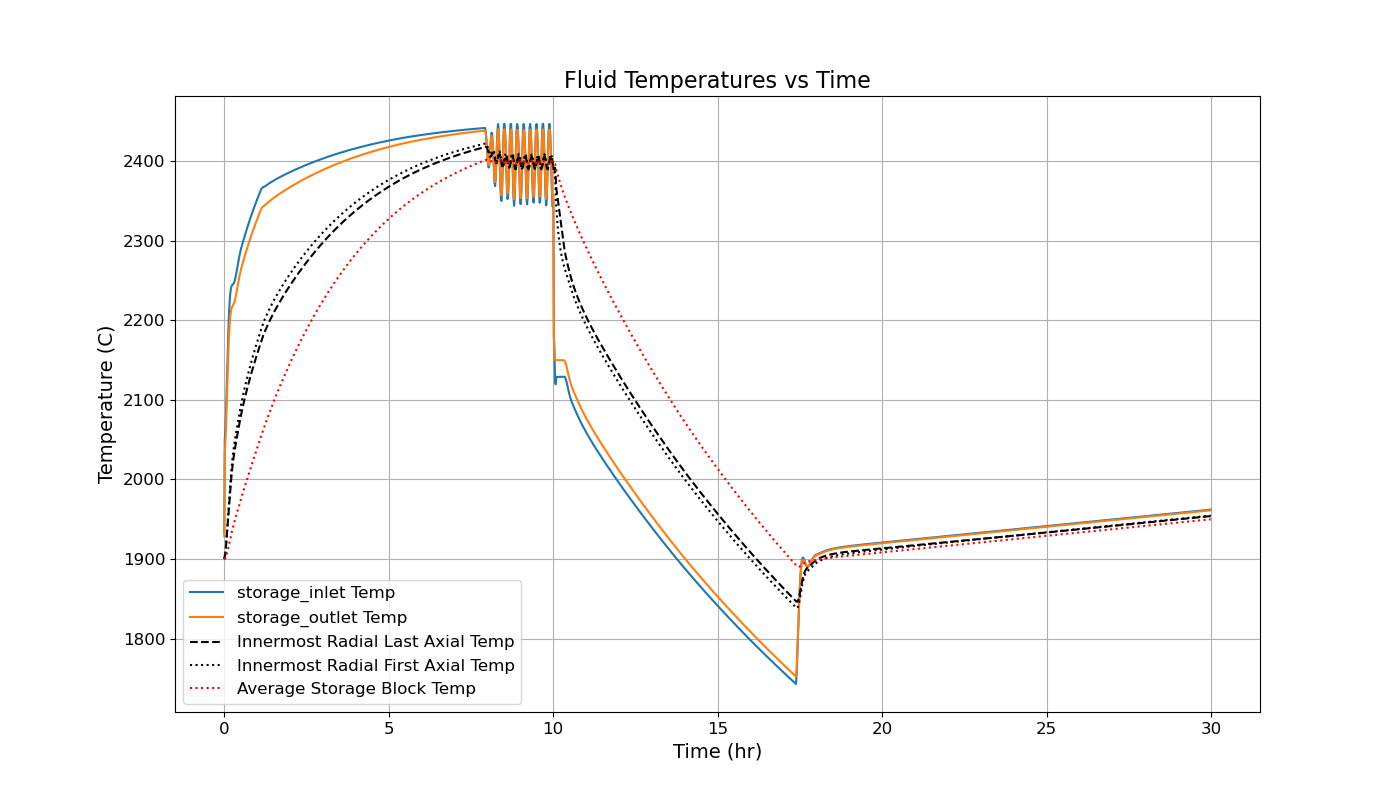 Fluid Temperatures vs Time
Temperature (C)
2400
2300
2200
2100
2000
1900
1800
storage_inlet Temp
storage_outlet Temp
Innermost Radial Last Axial Temp
Innermost Radial First Axial Temp
Average Storage Block Temp
0 5 10 15 20 25 30
Time (hr)